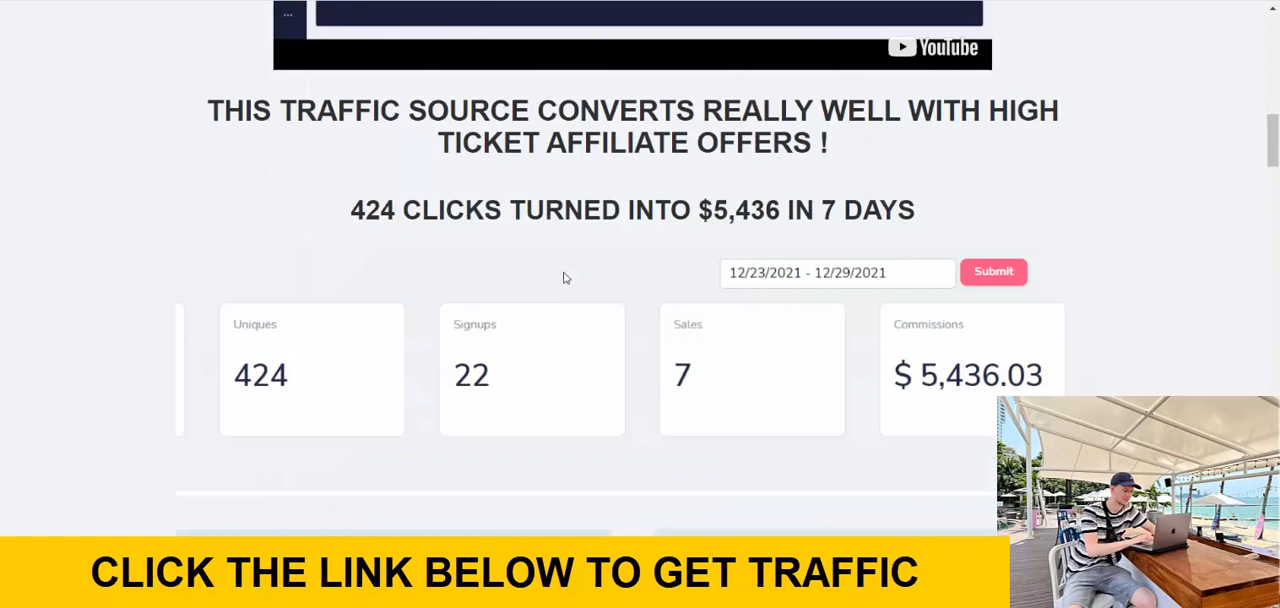 ...
YouTube
THIS TRAFFIC SOURCE CONVERTS REALLY WELL WITH HIGH
TICKET AFFILIATE OFFERS !
424 CLICKS TURNED INTO $5,436 IN 7 DAYS
12/23/2021 - 12/29/2021
Submit
Uniques
424
Signups
22
Sales
7
Commissions
$ 5,436.03
CLICK THE LINK BELOW TO GET TRAFFIC